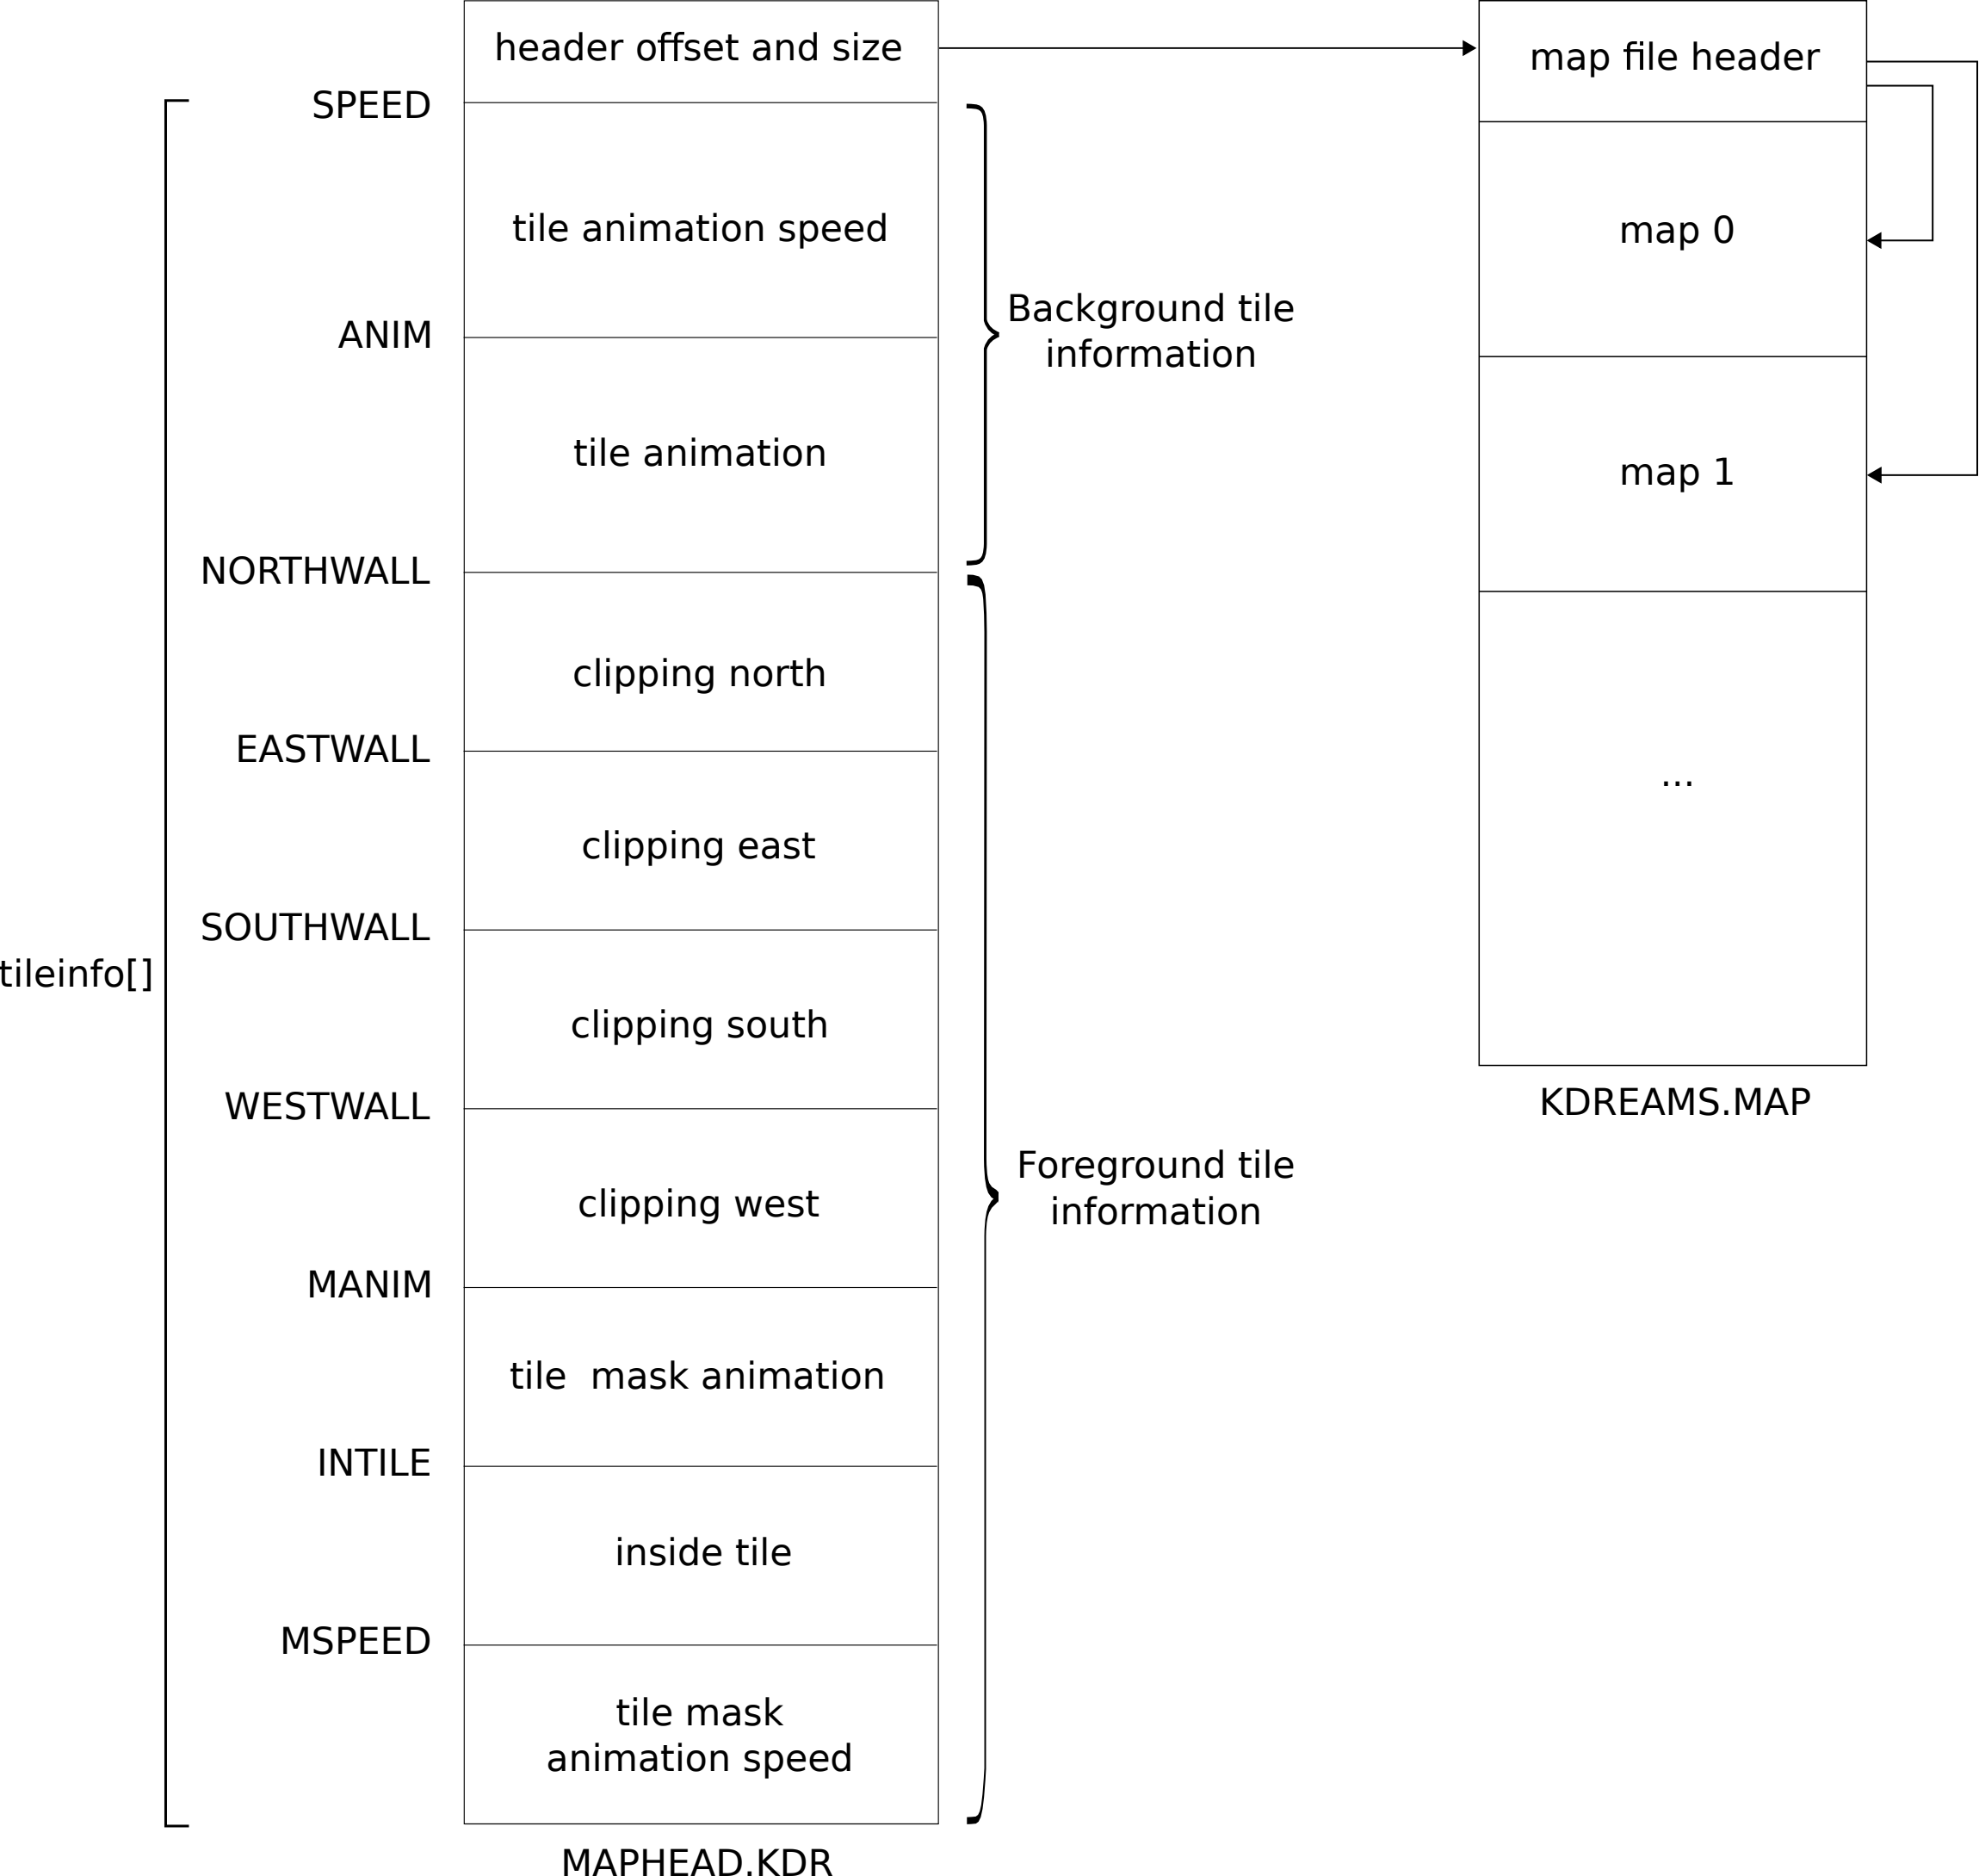 header offset and size
map file header
SPEED
tile animation speed
map 0
ANIM
Background tile
information
tile animation
map 1
NORTHWALL
clipping north
EASTWALL
...
clipping east
SOUTHWALL
tileinfo[]
clipping south
WESTWALL
KDREAMS.MAP
clipping west
Foreground tile
information
MANIM
tile  mask animation
INTILE
inside tile
MSPEED
tile mask
animation speed
MAPHEAD.KDR